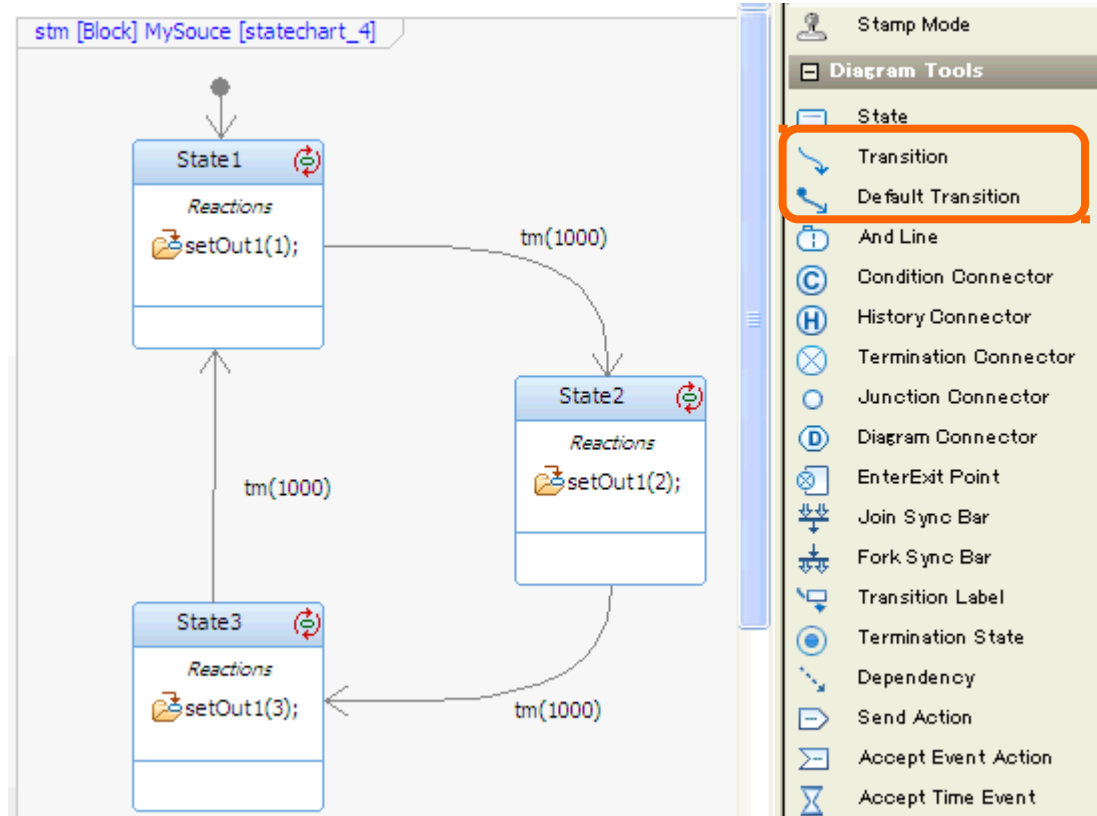 stm [Block] MySouce [statechart_4]
State1
Reactions
setOut1(1);
tm(1000)
State2
Reactions
setOut1(2);
tm(1000)
State3
Reactions
setOut1(3);
tm(1000)
Stamp Mode
Diagram Tools
State
Transition
Default Transition
And Line
Condition Connector
History Connector
Termination Connector
Junction Connector
Diagram Connector
EnterExit Point
Join Sync Bar
Fork Sync Bar
Transition Label
Termination State
Dependency
Send Action
Accept Event Action
Accept Time Event